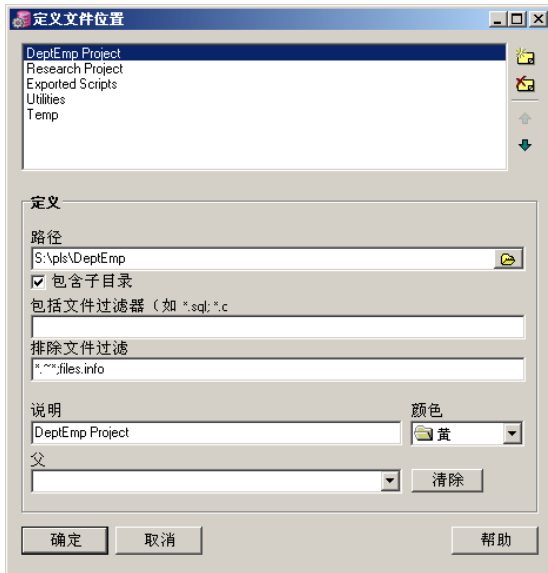 定义文件位置
DeptEmp Project
Research Project
Exported Scripts
Utilities
Temp
定义
路径
S:\pls\DeptEmp
包含子目录
包括文件过滤器（如 *.sql; *.c
排除文件过滤
*.~*;files.info
说明
颜色
DeptEmp Project
黄
父
清除
确定
取消
帮助